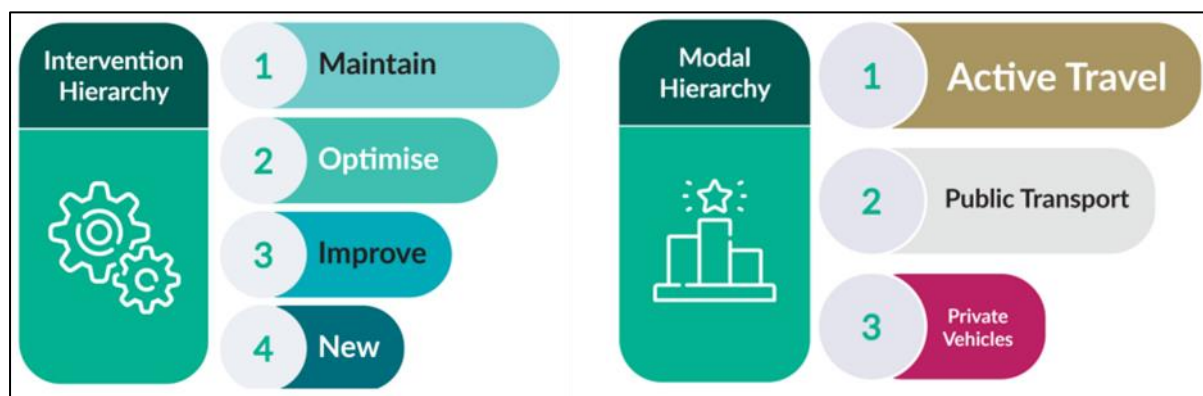 Intervention
Hierarchy
1 Maintain
2 Optimise
3 Improve
4 New
Modal
Hierarchy
1 Active Travel
2 Public Transport
3 Private
Vehicles